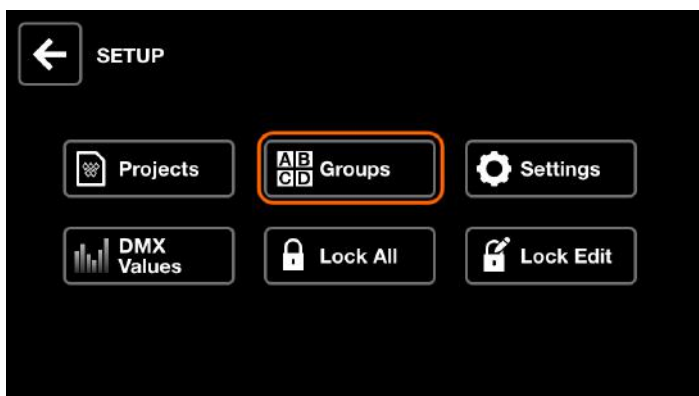 SETUP
Projects
AB
CD
Groups
Settings
DMX
Values
Lock All
Lock Edit